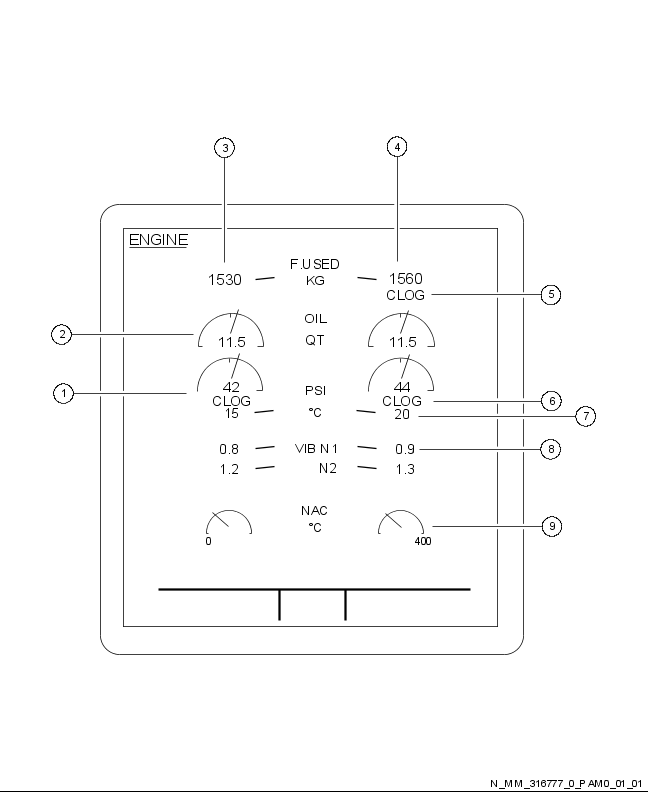 3
4
ENGINE
F.USED
1530 KG 1560
CLOG
5
OIL
2
11.5 QT 11.5
42 PSI 44
1
CLOG CLOG
6
15 °C 20
7
0.8 VIB N1 0.9
8
1.2 N2 1.3
NAC
°C
9
0 400
N_MM_316777_0_PAM0_01_01